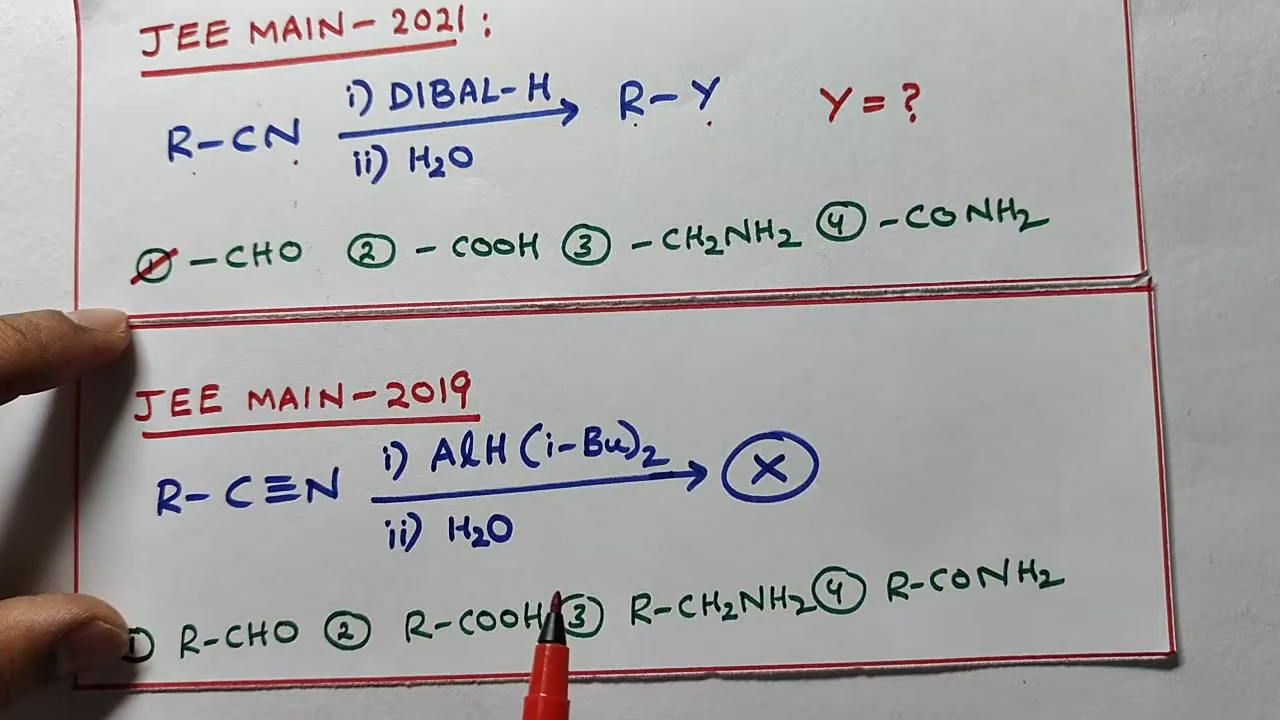 JEE MAIN-2021:
R-CN i) DIBAL-H ii) H₂O → R-Y Y=?
① -CHO ② -COOH ③ -CH₂NH₂ ④ -CONH₂
JEE MAIN-2019
R-C≡N i) AlH(i-Bu)₂ ii) H₂O → X
① R-CHO ② R-COOH ③ R-CH₂NH₂ ④ R-CONH₂